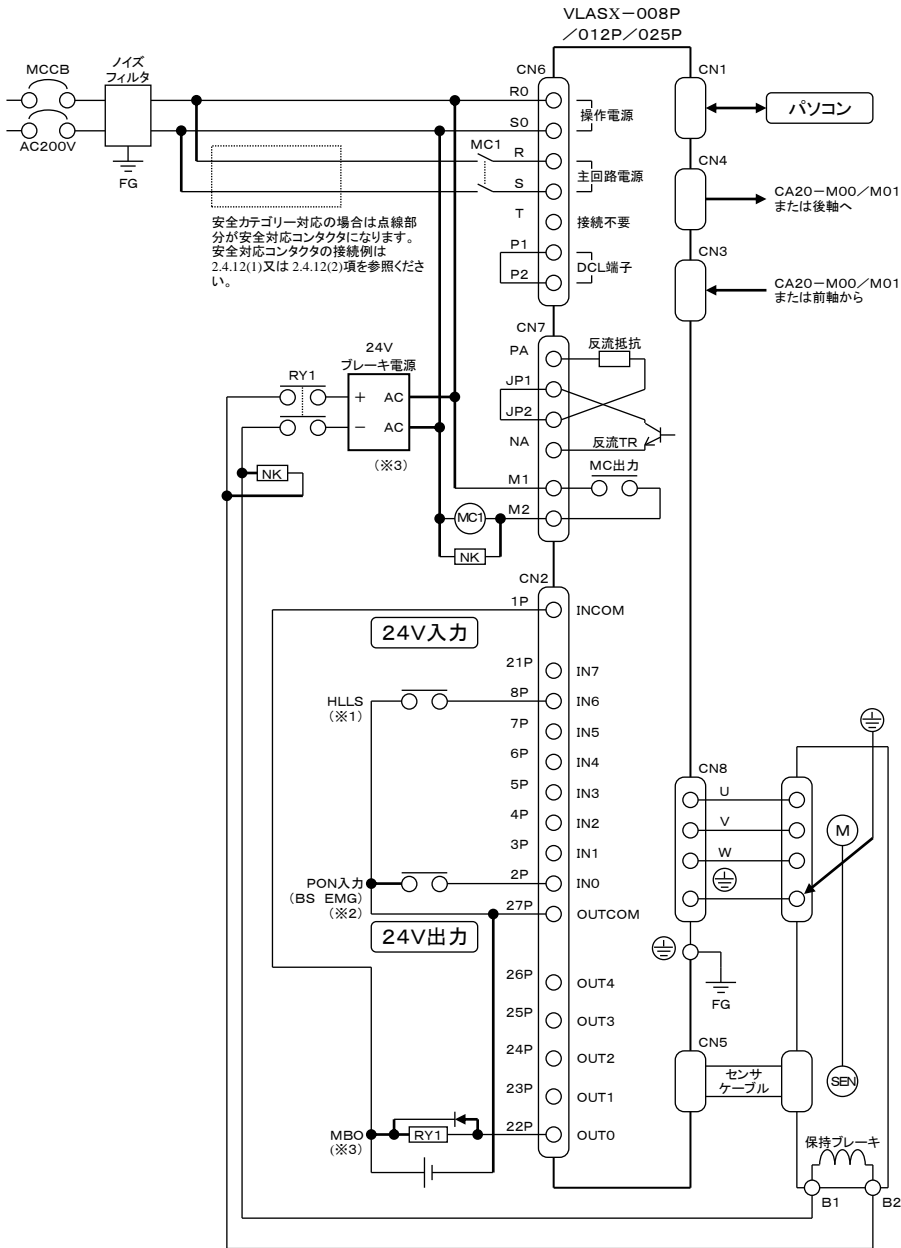 VLASX－008P
／012P／025P
MCCB
ノイズ
フィルタ
AC200V
FG
CN6
R0
S0
操作電源
MC1
R
S
主回路電源
T
接続不要
P1
P2
DCL端子
安全カテゴリー対応の場合は点線部
分が安全対応コンタクタになります。
安全対応コンタクタの接続例は
2.4.12(1)又は 2.4.12(2)項を参照くださ
い。
CN1
パソコン
CN4
CA20－M00／M01
または後軸へ
CN3
CA20－M00／M01
または前軸から
CN7
PA
反流抵抗
JP1
JP2
NA
反流TR
MC出力
M1
M2
24V
ブレーキ電源
RY1
＋ AC
－ AC
(※3)
NK
MC1
NK
CN2
1P INCOM
24V入力
21P IN7
HLLS
(※1)
8P IN6
7P IN5
6P IN4
5P IN3
4P IN2
3P IN1
PON入力
(BS EMG)
(※2)
2P IN0
27P OUTCOM
24V出力
26P OUT4
25P OUT3
24P OUT2
23P OUT1
MBO
(※3)
RY1
22P OUT0
CN8
U
V
W
M
FG
CN5
センサ
ケーブル
SEN
保持ブレーキ
B1
B2